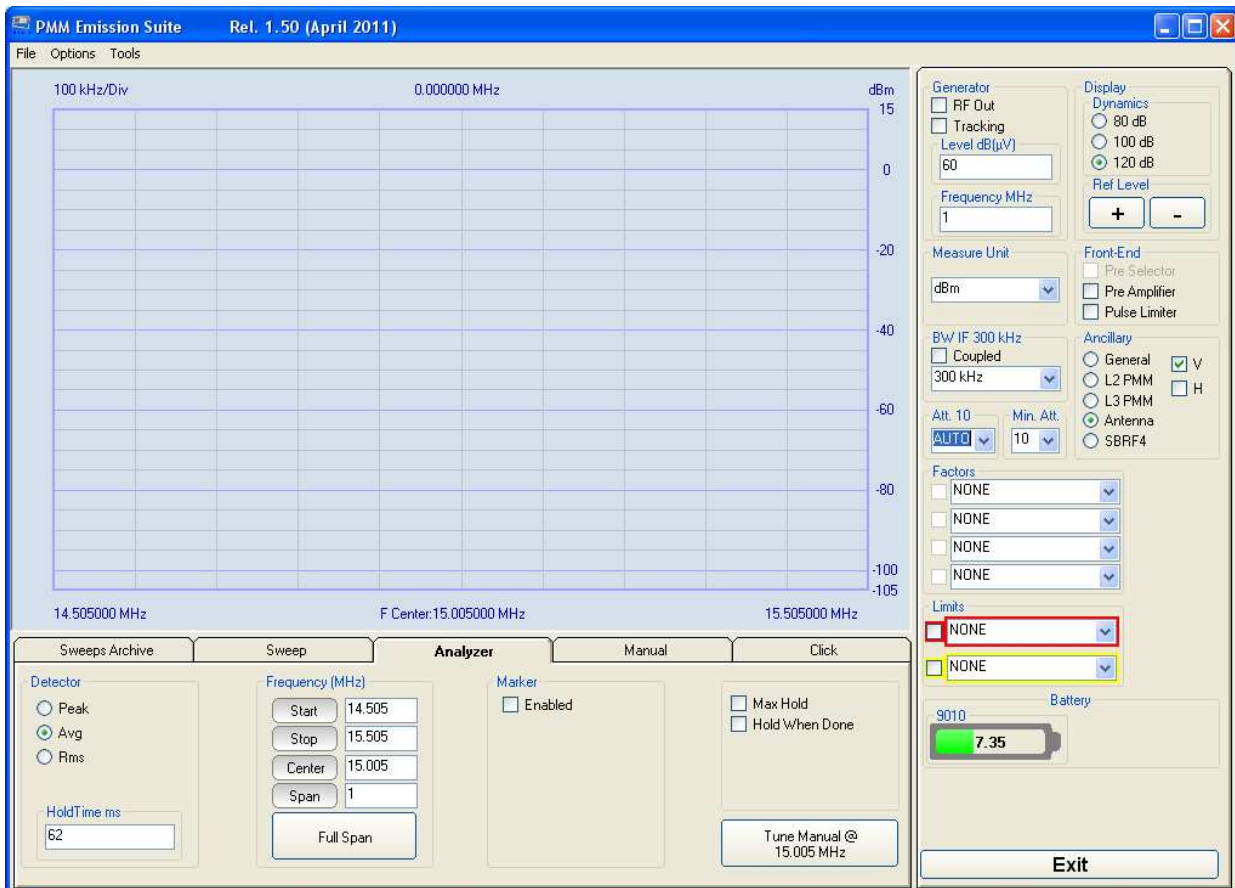 PMM Emission Suite Rel. 1.50 (April 2011)
File Options Tools
100 kHz/Div 0.000000 MHz dBm
15
0
-20
-40
-60
-80
-100
-105
14.505000 MHz F Center:15.005000 MHz 15.505000 MHz
Sweeps Archive Sweep Analyzer Manual Click
Detector
Peak
Avg
Rms
HoldTime ms
62
Frequency (MHz)
Start 14.505
Stop 15.505
Center 15.005
Span 1
Full Span
Marker
Enabled
Max Hold
Hold When Done
Tune Manual @
15.005 MHz
Generator
RF Out
Tracking
Level dB(µV)
60
Frequency MHz
1
Display
Dynamics
80 dB
100 dB
120 dB
Ref Level
+ -
Measure Unit
dBm
Front-End
Pre Selector
Pre Amplifier
Pulse Limiter
BW IF 300 kHz
Coupled
300 kHz
Att. 10 Min. Att.
AUTO 10
Ancillary
General
L2 PMM
L3 PMM
Antenna
SBRF4
V
H
Factors
NONE
NONE
NONE
NONE
Limits
NONE
NONE
Battery
9010
7.35
Exit